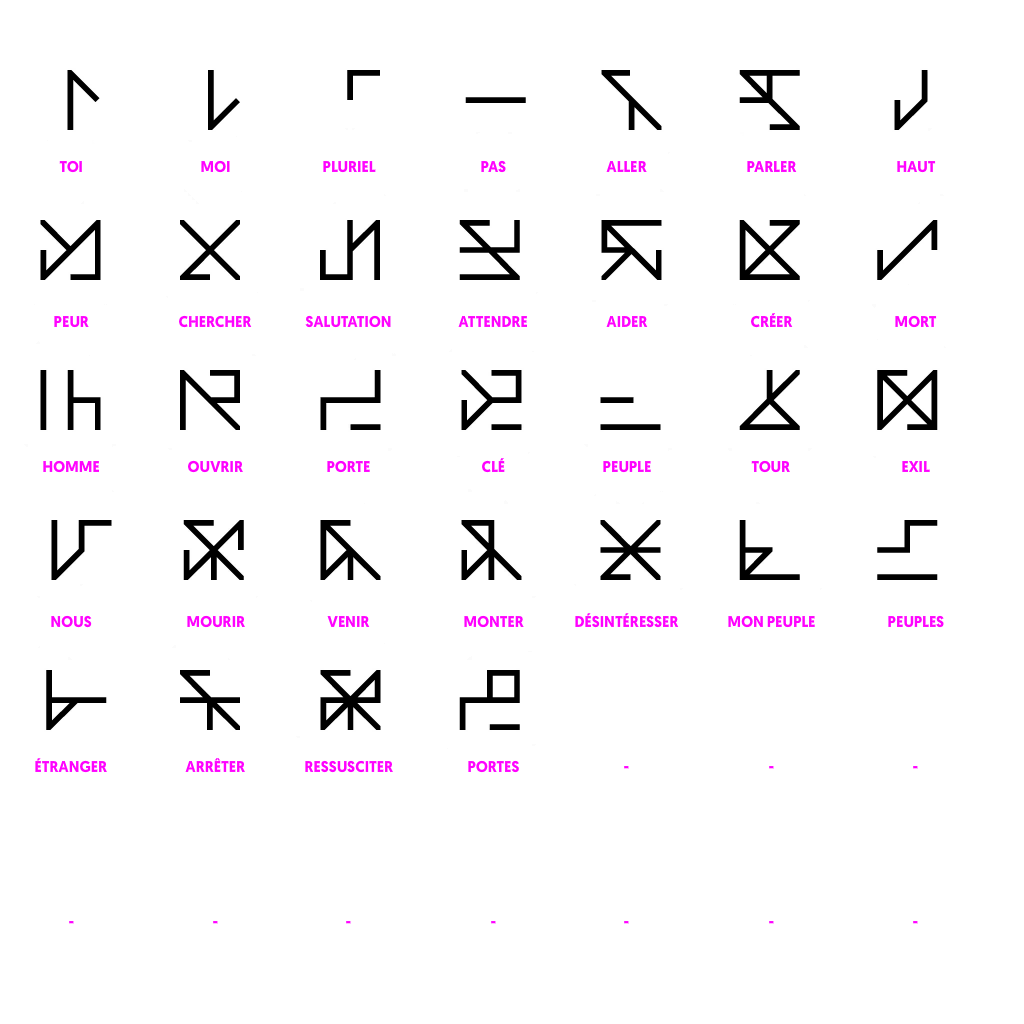 TOI MOI PLURIEL PAS ALLER PARLER HAUT
PEUR CHERCHER SALUTATION ATTENDRE AIDER CRÉER MORT
HOMME OUVRIR PORTE CLÉ PEUPLE TOUR EXIL
NOUS MOURIR VENIR MONTER DÉSINTÉRESSER MON PEUPLE PEUPLES
ÉTRANGER ARRÊTER RESSUSCITER PORTES - - -
- - - - - - -